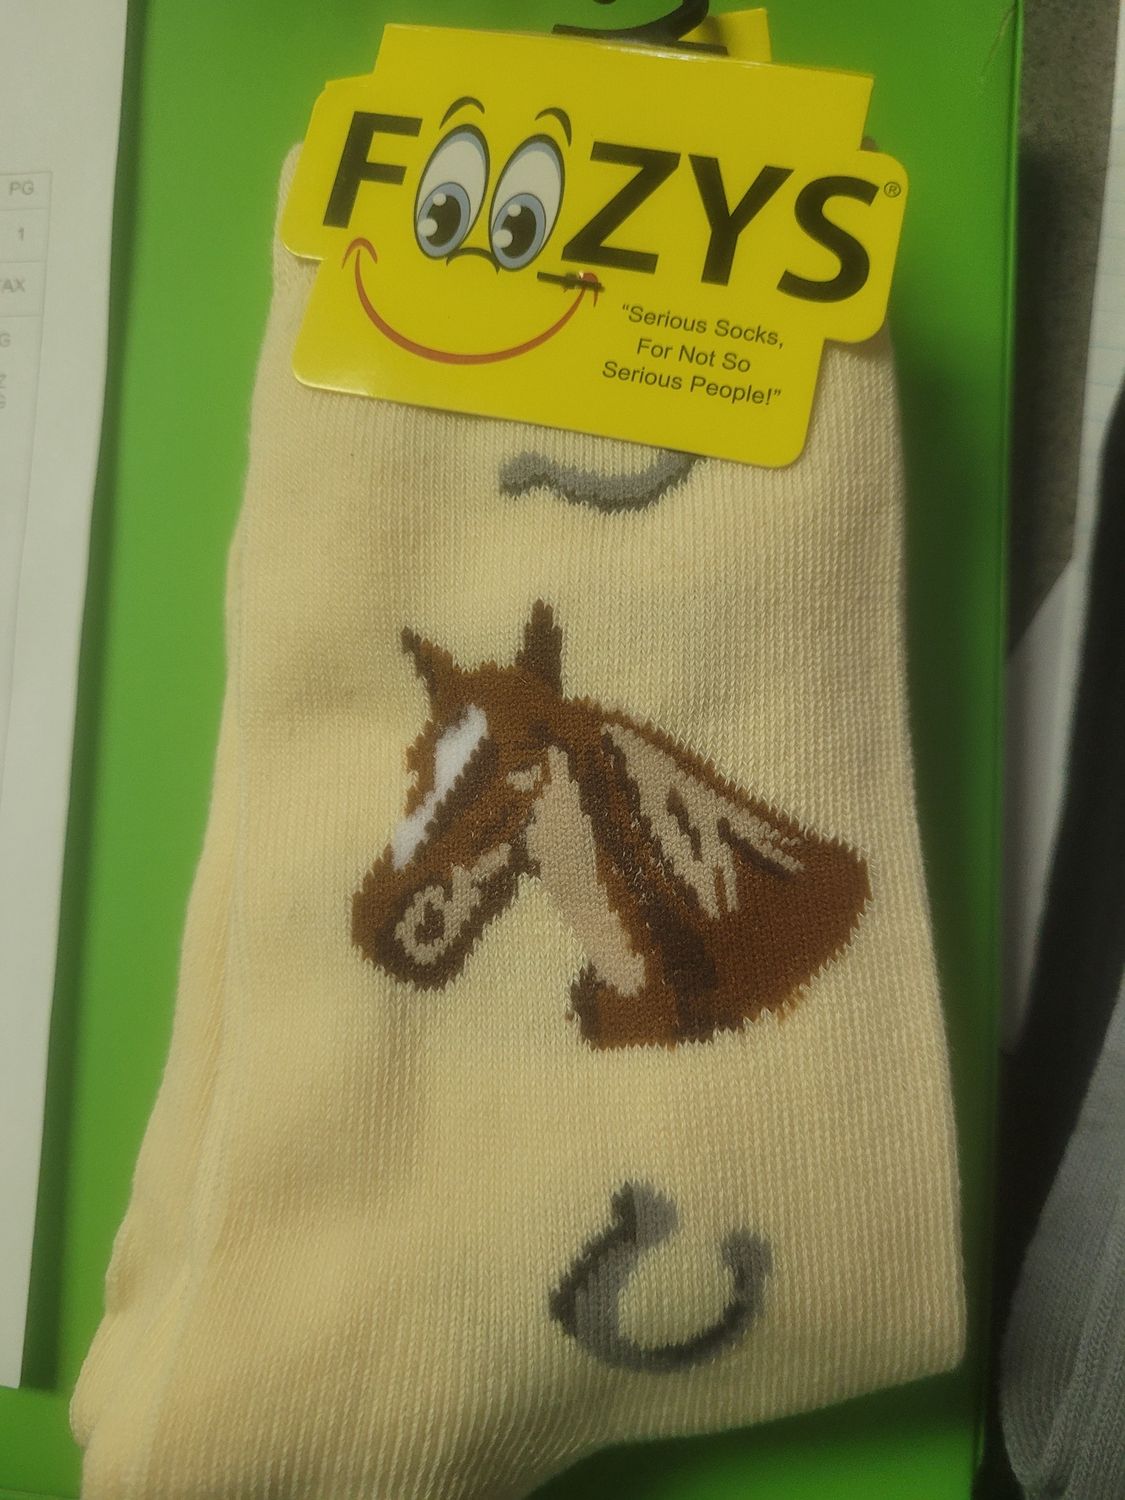 FOOZYS®
"Serious Socks,
For Not So
Serious People!"
PG
1